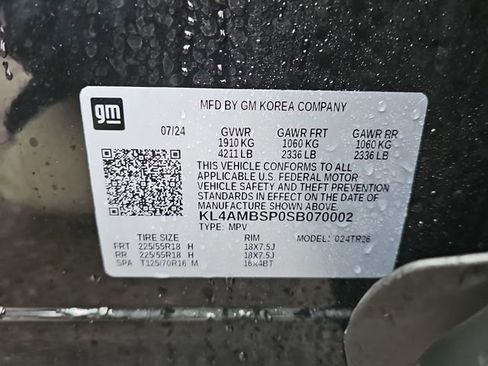 gm
MFD BY GM KOREA COMPANY
07/24 GVWR GAWR FRT GAWR RR
1910 KG 1060 KG 1060 KG
4211 LB 2336 LB 2336 LB
THIS VEHICLE CONFORMS TO ALL
APPLICABLE U.S. FEDERAL MOTOR
VEHICLE SAFETY AND THEFT PREVENTION
STANDARDS IN EFFECT ON THE DATE OF
MANUFACTURE SHOWN ABOVE.
KL4AMBSP0SB070002
TYPE: MPV
TIRE SIZE RIM MODEL: 024TR26
FRT 225/55R18 H 18X7.5J
RR 225/55R18 H 18X7.5J
SPA T125/70R16 M 16X4BT